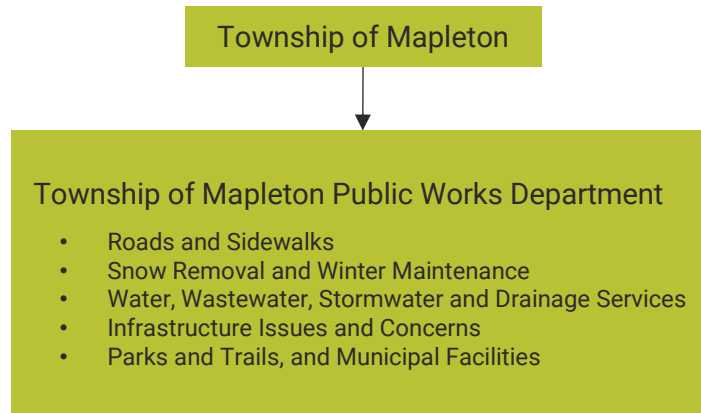 Township of Mapleton
Township of Mapleton Public Works Department
• Roads and Sidewalks
• Snow Removal and Winter Maintenance
• Water, Wastewater, Stormwater and Drainage Services
• Infrastructure Issues and Concerns
• Parks and Trails, and Municipal Facilities